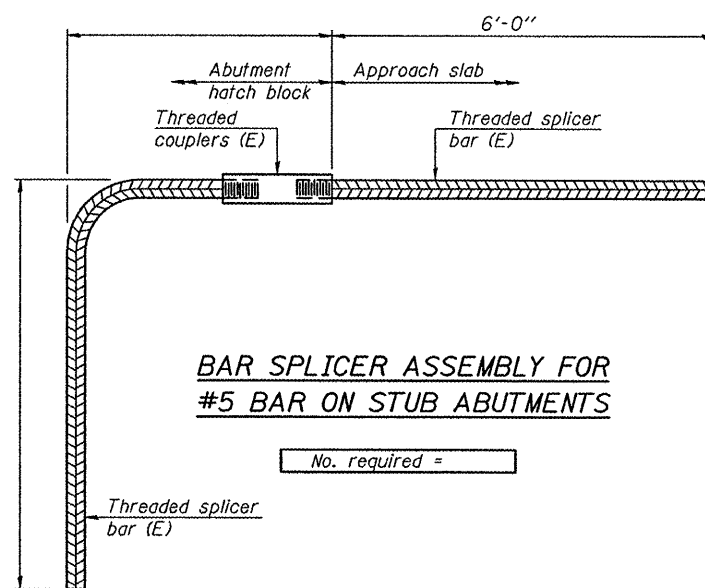 6'-0"
Abutment
hatch block
Approach slab
Threaded
couplers (E)
Threaded splicer
bar (E)
BAR SPLICER ASSEMBLY FOR
#5 BAR ON STUB ABUTMENTS
No. required =
Threaded splicer
bar (E)